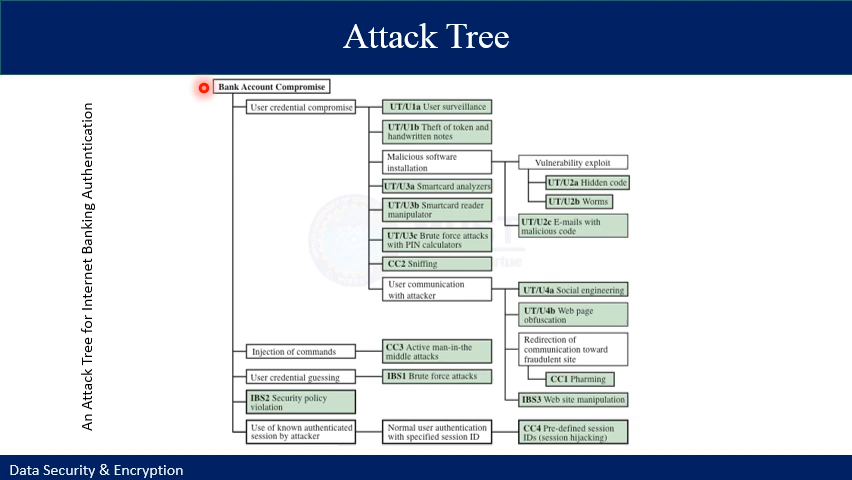 Attack Tree
An Attack Tree for Internet Banking Authentication
Bank Account Compromise
User credential compromise
UT/U1a User surveillance
UT/U1b Theft of token and
handwritten notes
Malicious software
installation
Vulnerability exploit
UT/U2a Hidden code
UT/U2b Worms
UT/U2c E-mails with
malicious code
UT/U3a Smartcard analyzers
UT/U3b Smartcard reader
manipulator
UT/U3c Brute force attacks
with PIN calculators
CC2 Sniffing
User communication
with attacker
UT/U4a Social engineering
UT/U4b Web page
obfuscation
Redirection of
communication toward
fraudulent site
CC1 Pharming
IBS3 Web site manipulation
Injection of commands
CC3 Active man-in-the
middle attacks
User credential guessing
IBS1 Brute force attacks
IBS2 Security policy
violation
Use of known authenticated
session by attacker
Normal user authentication
with specified session ID
CC4 Pre-defined session
IDs (session hijacking)
Data Security & Encryption